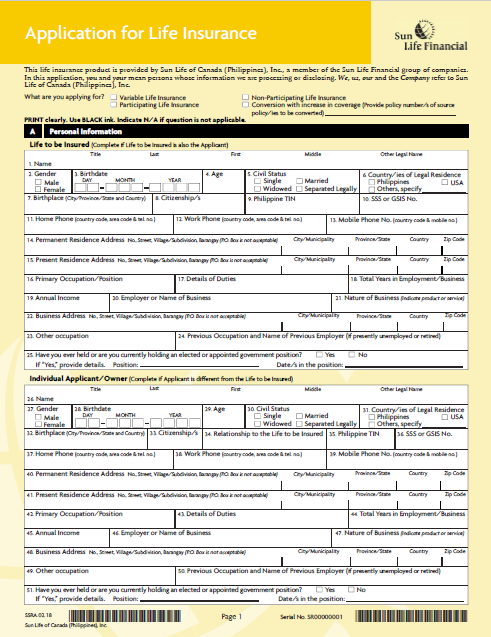 Application for Life Insurance
Sun
Life Financial
This life insurance product is provided by Sun Life of Canada (Philippines), Inc., a member of the Sun Life Financial group of companies.
In this application, you and your mean persons whose information we are processing or disclosing. We, us, our and the Company refer to Sun
Life of Canada (Philippines), Inc.
What are you applying for? Variable Life Insurance Non-Participating Life Insurance
Participating Life Insurance Conversion with increase in coverage (Provide policy number/s of source
policy/ies to be converted)
PRINT clearly. Use BLACK ink. Indicate N/A if question is not applicable.
A Personal Information
Life to be Insured (Complete if Life to be Insured is also the Applicant)
Title Last First Middle Other Legal Name
1. Name
2. Gender 3. Birthdate 4. Age 5. Civil Status 6. Country/ies of Legal Residence
Male DAY MONTH YEAR Single Married Philippines USA
Female Widowed Separated Legally Others, specify
7. Birthplace (City/Province/State and Country) 8. Citizenship/s 9. Philippine TIN 10. SSS or GSIS No.
11. Home Phone (country code, area code & tel. no.) 12. Work Phone (country code, area code & tel. no.) 13. Mobile Phone No. (country code & mobile no.)
14. Permanent Residence Address No., Street, Village/Subdivision, Barangay (P.O. Box is not acceptable) City/Municipality Province/State Country Zip Code
15. Present Residence Address No., Street, Village/Subdivision, Barangay (P.O. Box is not acceptable) City/Municipality Province/State Country Zip Code
16. Primary Occupation/Position 17. Details of Duties 18. Total Years in Employment/Business
19. Annual Income 20. Employer or Name of Business 21. Nature of Business (Indicate product or service)
22. Business Address No., Street, Village/Subdivision, Barangay (P.O. Box is not acceptable) City/Municipality Province/State Country Zip Code
23. Other occupation 24. Previous Occupation and Name of Previous Employer (If presently unemployed or retired)
25. Have you ever held or are you currently holding an elected or appointed government position? Yes No
If "Yes", provide details. Position: Date/s in the position:
Individual Applicant/Owner (Complete if Applicant is different from the Life to be Insured)
Title Last First Middle Other Legal Name
26. Name
27. Gender 28. Birthdate 29. Age 30. Civil Status 31. Country/ies of Legal Residence
Male DAY MONTH YEAR Single Married Philippines USA
Female Widowed Separated Legally Others, specify
32. Birthplace (City/Province/State and Country) 33. Citizenship/s 34. Relationship to the Life to be Insured 35. Philippine TIN 36. SSS or GSIS No.
37. Home Phone (country code, area code & tel. no.) 38. Work Phone (country code, area code & tel. no.) 39. Mobile Phone No. (country code & mobile no.)
40. Permanent Residence Address No., Street, Village/Subdivision, Barangay (P.O. Box is not acceptable) City/Municipality Province/State Country Zip Code
41. Present Residence Address No., Street, Village/Subdivision, Barangay (P.O. Box is not acceptable) City/Municipality Province/State Country Zip Code
42. Primary Occupation/Position 43. Details of Duties 44. Total Years in Employment/Business
45. Annual Income 46. Employer or Name of Business 47. Nature of Business (Indicate product or service)
48. Business Address No., Street, Village/Subdivision, Barangay (P.O. Box is not acceptable) City/Municipality Province/State Country Zip Code
49. Other occupation 50. Previous Occupation and Name of Previous Employer (If presently unemployed or retired)
51. Have you ever held or are you currently holding an elected or appointed government position? Yes No
If "Yes", provide details. Position: Date/s in the position:
SSRA.02.18 Page 1 Serial No. SR00000001
Sun Life of Canada (Philippines), Inc.